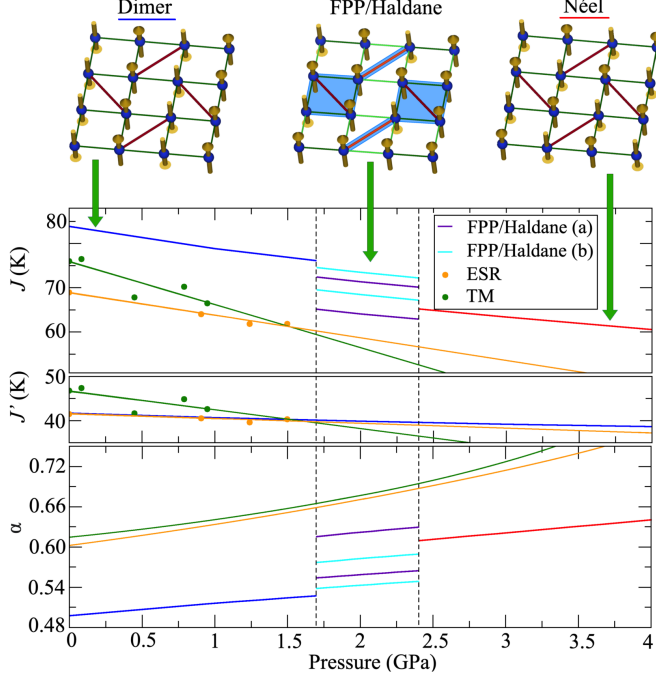 Dimer FPP/Haldane Néel
J (K)
80
70
60
FPP/Haldane (a)
FPP/Haldane (b)
ESR
TM
J' (K)
50
40
α
0.72
0.66
0.60
0.54
0.48
0 0.5 1 1.5 2 2.5 3 3.5 4
Pressure (GPa)